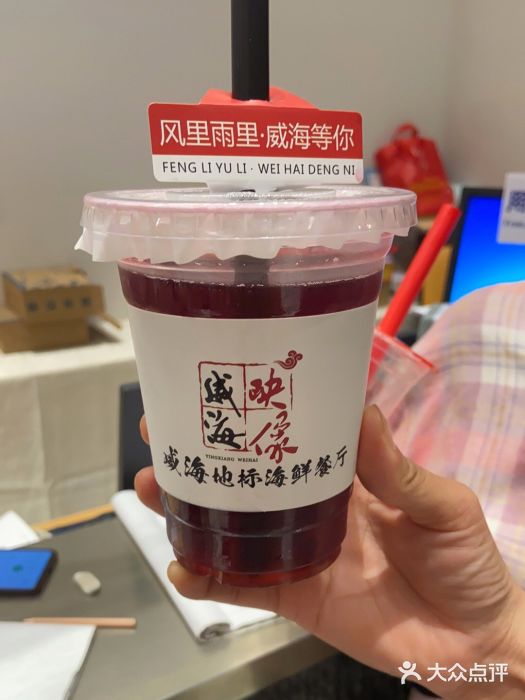 风里雨里·威海等你
FENG LI YU LI · WEI HAI DENG NI
威海
映像
YINGXIANG WEIHAI
威海地标海鲜餐厅
大众点评